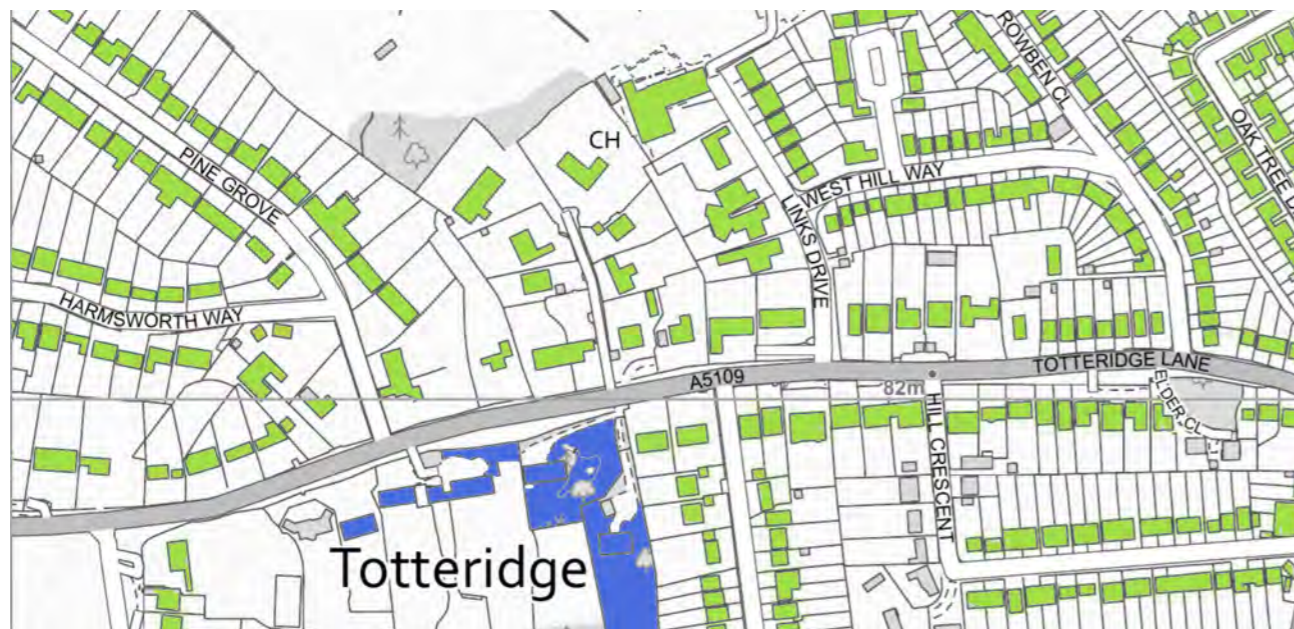 ROWBEN CL
OAK TREE D
PINE GROVE
CH
WEST HILL WAY
LINKS DRIVE
HARMSWORTH WAY
A5109
TOTTERIDGE LANE
82m
HILL CRESCENT
ELDER CL
Totteridge